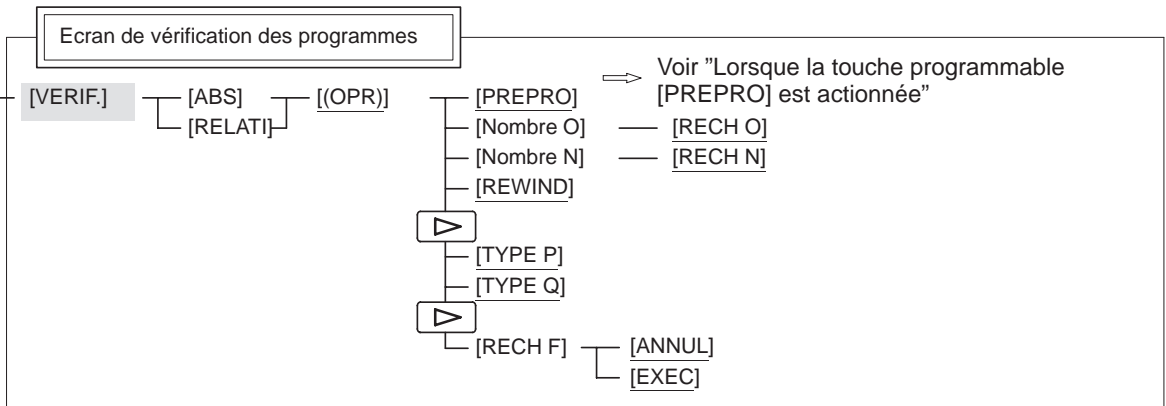 Ecran de vérification des programmes
[VERIF.] [ABS] [(OPR)] [PREPRO] Voir ”Lorsque la touche programmable
[PREPRO] est actionnée”
[RELATI] [Nombre O] [RECH O]
[Nombre N] [RECH N]
[REWIND]
[TYPE P]
[TYPE Q]
[RECH F] [ANNUL]
[EXEC]